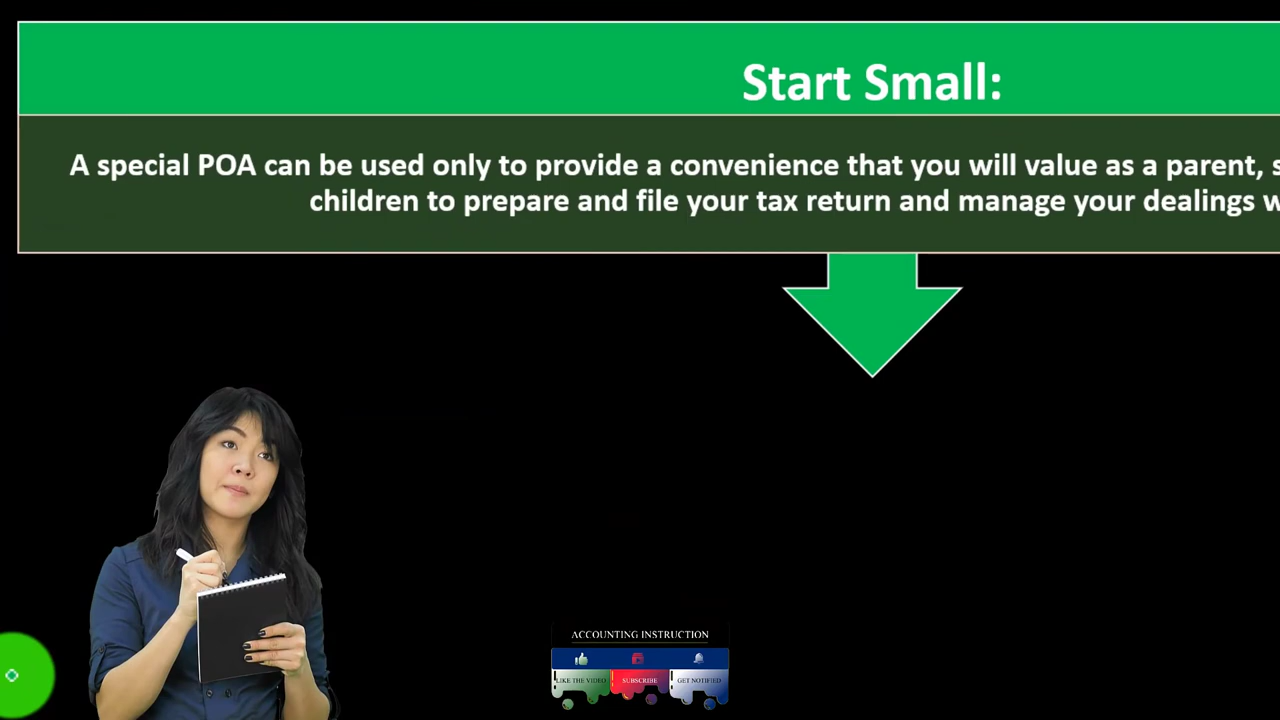 Start Small:
A special POA can be used only to provide a convenience that you will value as a parent,
children to prepare and file your tax return and manage your dealings
ACCOUNTING INSTRUCTION
LIKE THE VIDEO SUBSCRIBE GET NOTIFIED